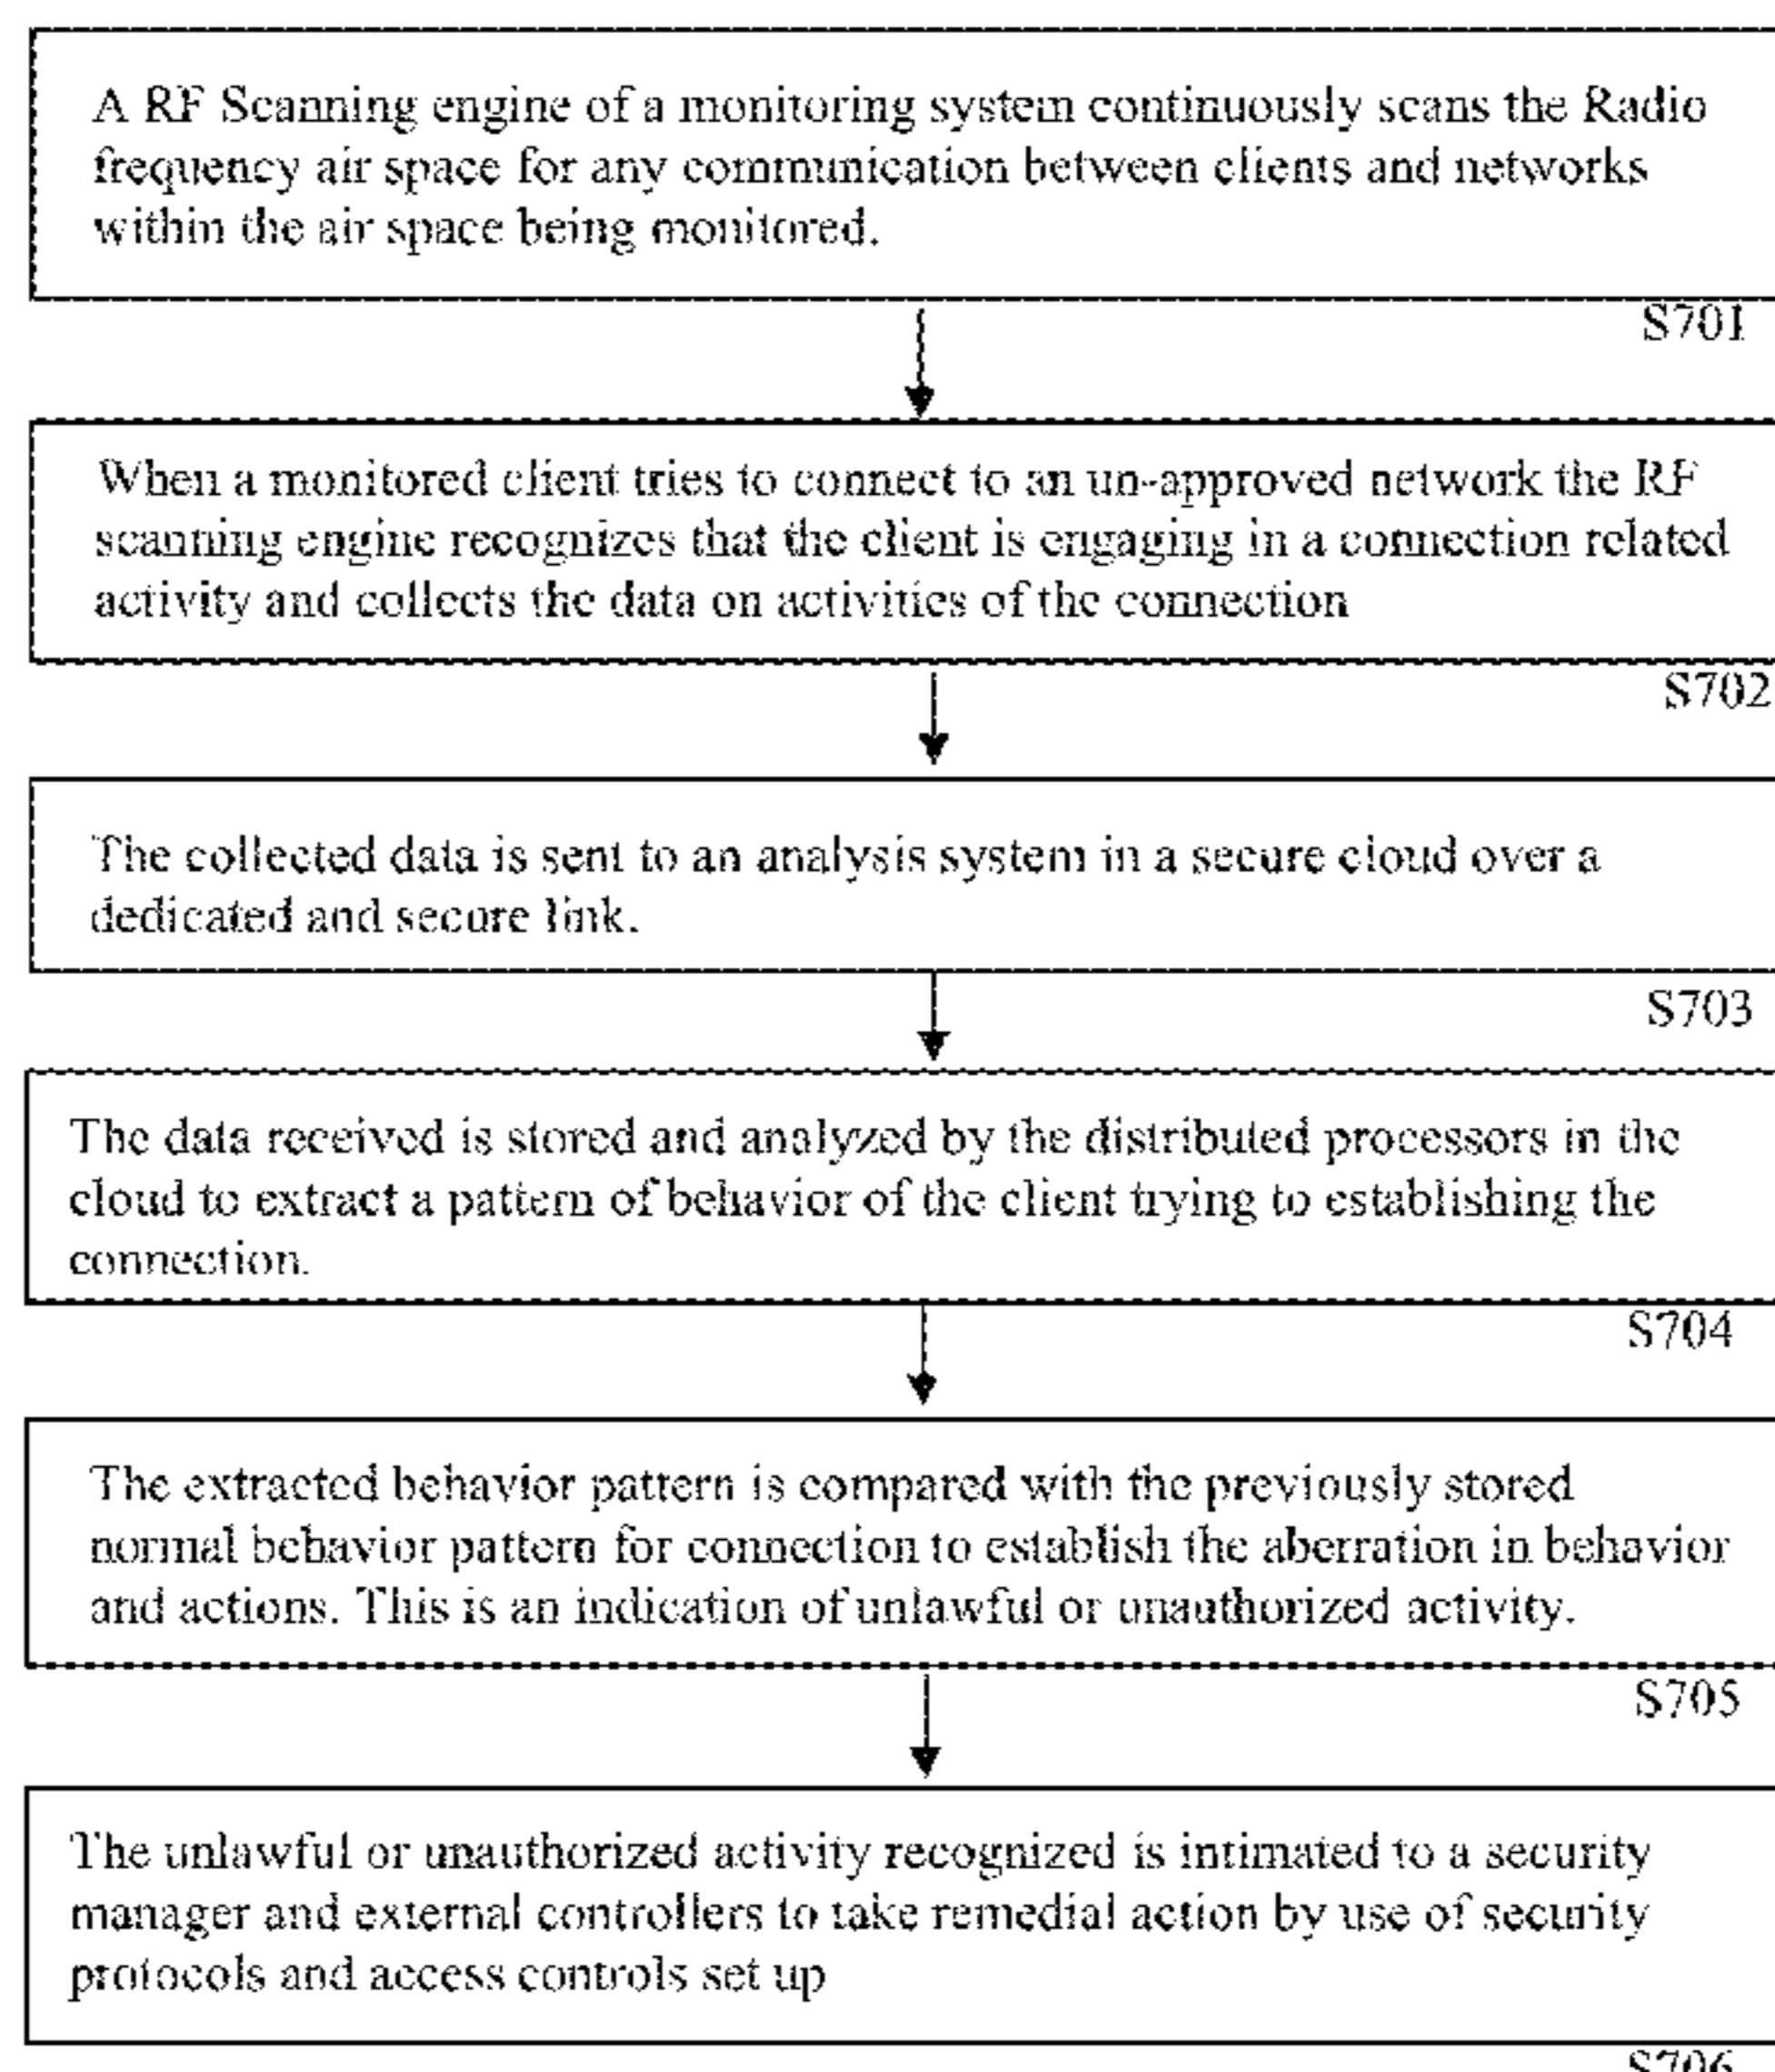 A RF Scanning engine of a monitoring system continuously scans the Radio
frequency air space for any communication between clients and networks
within the air space being monitored.
S701
When a monitored client tries to connect to an un-approved network the RF
scanning engine recognizes that the client is engaging in a connection related
activity and collects the data on activities of the connection
S702
The collected data is sent to an analysis system in a secure cloud over a
dedicated and secure link.
S703
The data received is stored and analyzed by the distributed processors in the
cloud to extract a pattern of behavior of the client trying to establishing the
connection.
S704
The extracted behavior pattern is compared with the previously stored
normal behavior pattern for connection to establish the aberration in behavior
and actions. This is an indication of unlawful or unauthorized activity.
S705
The unlawful or unauthorized activity recognized is intimated to a security
manager and external controllers to take remedial action by use of security
protocols and access controls set up
S706